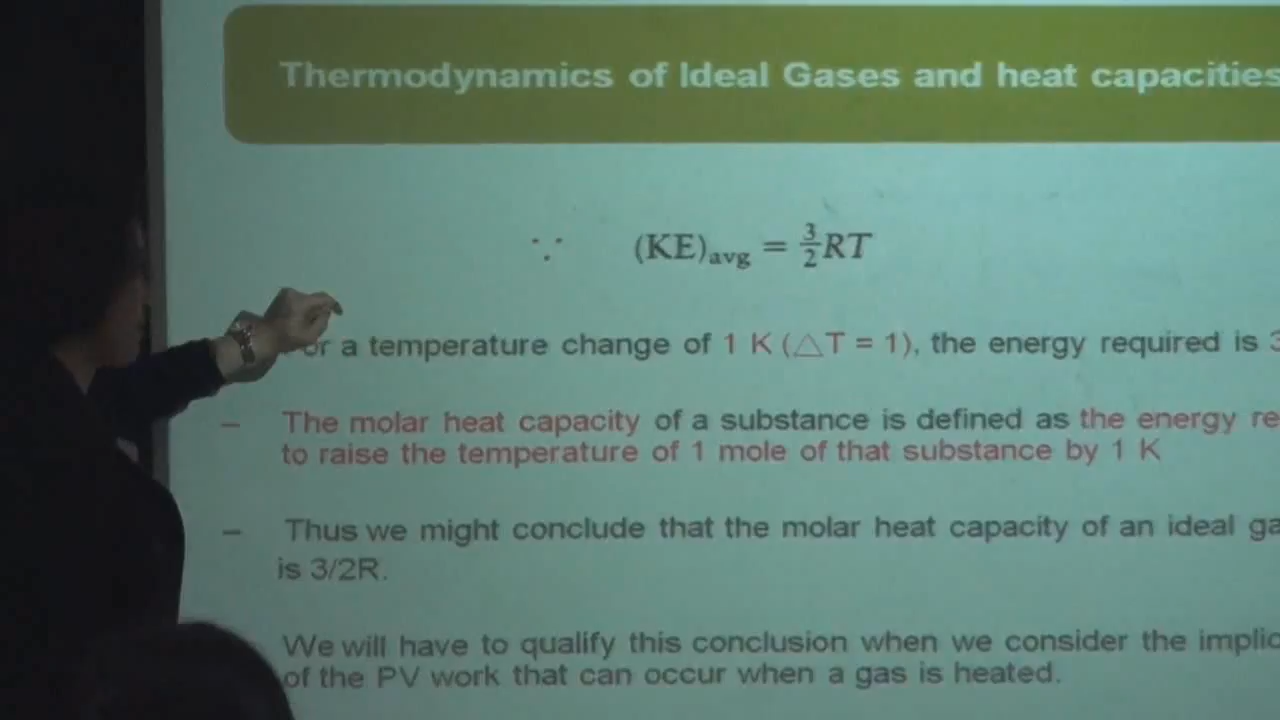 Thermodynamics of Ideal Gases and heat capacities
∵ (KE)avg = 3/2 RT
a temperature change of 1 K (△T = 1), the energy required is 3
– The molar heat capacity of a substance is defined as the energy re
to raise the temperature of 1 mole of that substance by 1 K
– Thus we might conclude that the molar heat capacity of an ideal ga
is 3/2R.
We will have to qualify this conclusion when we consider the implic
of the PV work that can occur when a gas is heated.